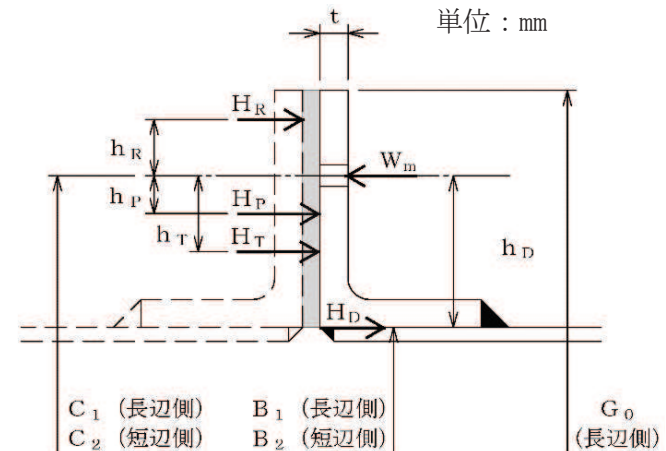 t
単位：mm
H_R
h_R
W_m
h_P
H_P
h_T
H_T
h_D
H_D
C_1 (長辺側)
C_2 (短辺側)
B_1 (長辺側)
B_2 (短辺側)
G_0
(長辺側)